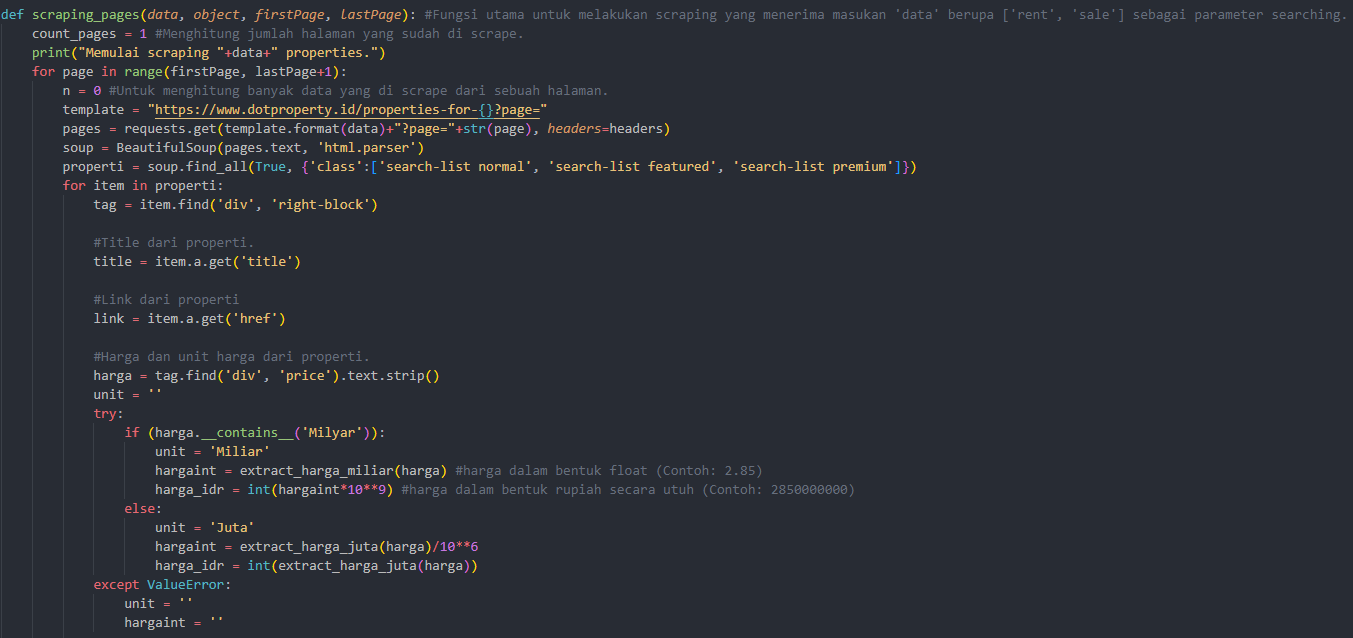 def scraping_pages(data, object, firstPage, lastPage): #Fungsi utama untuk melakukan scraping yang menerima masukan 'data' berupa ['rent', 'sale'] sebagai parameter searching.
    count_pages = 1 #Menghitung jumlah halaman yang sudah di scrape.
    print("Memulai scraping "+data+" properties.")
    for page in range(firstPage, lastPage+1):
        n = 0 #Untuk menghitung banyak data yang di scrape dari sebuah halaman.
        template = "https://www.dotproperty.id/properties-for-{}?page="
        pages = requests.get(template.format(data)+"?page="+str(page), headers=headers)
        soup = BeautifulSoup(pages.text, 'html.parser')
        properti = soup.find_all(True, {'class':['search-list normal', 'search-list featured', 'search-list premium']})
        for item in properti:
            tag = item.find('div', 'right-block')

            #Title dari properti.
            title = item.a.get('title')

            #Link dari properti
            link = item.a.get('href')

            #Harga dan unit harga dari properti.
            harga = tag.find('div', 'price').text.strip()
            unit = ''
            try:
                if (harga.__contains__('Milyar')):
                    unit = 'Miliar'
                    hargaint = extract_harga_miliar(harga) #harga dalam bentuk float (Contoh: 2.85)
                    harga_idr = int(hargaint*10**9) #harga dalam bentuk rupiah secara utuh (Contoh: 2850000000)
                else:
                    unit = 'Juta'
                    hargaint = extract_harga_juta(harga)/10**6
                    harga_idr = int(extract_harga_juta(harga))
            except ValueError:
                unit = ''
                hargaint = ''